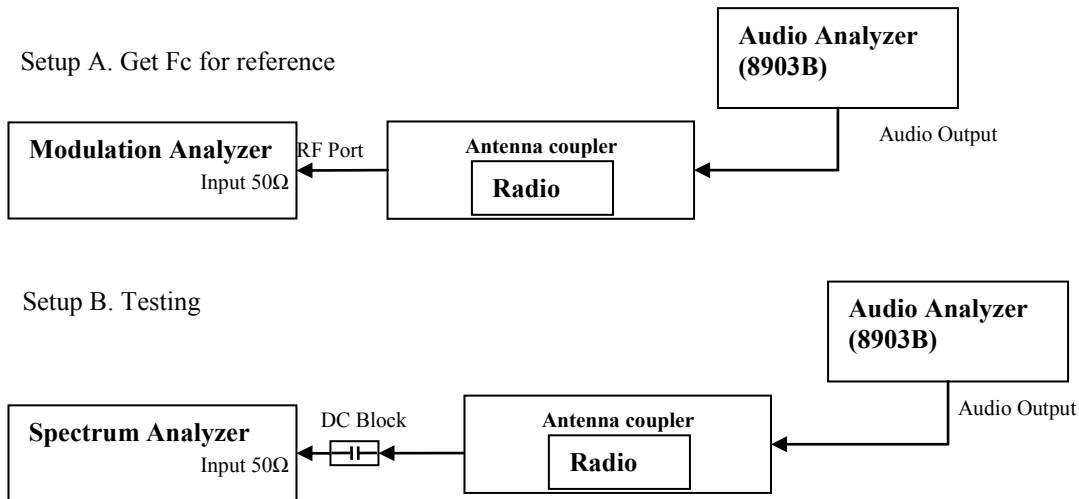 Setup A. Get Fc for reference
Audio Analyzer
(8903B)
Audio Output
Modulation Analyzer
Input 50Ω
RF Port
Antenna coupler
Radio
Setup B. Testing
Audio Analyzer
(8903B)
Audio Output
Spectrum Analyzer
Input 50Ω
DC Block
Antenna coupler
Radio